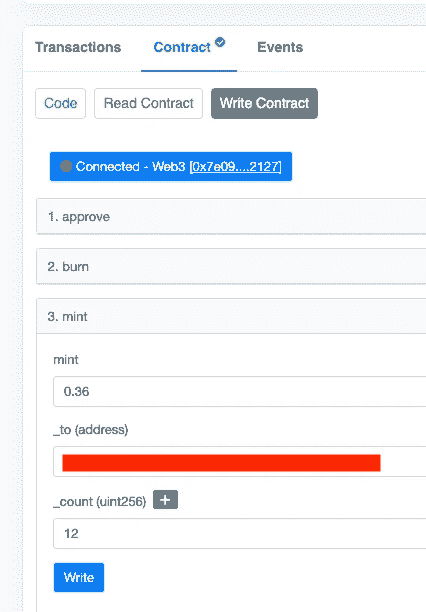 Transactions Contract Events
Code Read Contract Write Contract
Connected - Web3 [0x7e09....2127]
1. approve
2. burn
3. mint
mint
0.36
_to (address)
_count (uint256) +
12
Write